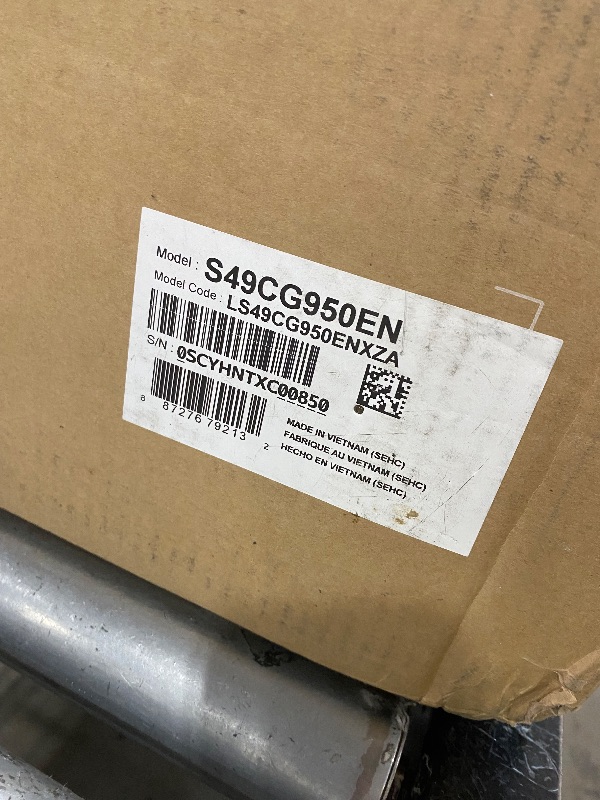 Model : S49CG950EN
Model Code : LS49CG950ENXZA
S/N : 0SCYHNTXC00850
8 87276 79213 2
MADE IN VIETNAM (SEHC)
FABRIQUE AU VIETNAM (SEHC)
HECHO EN VIETNAM (SEHC)